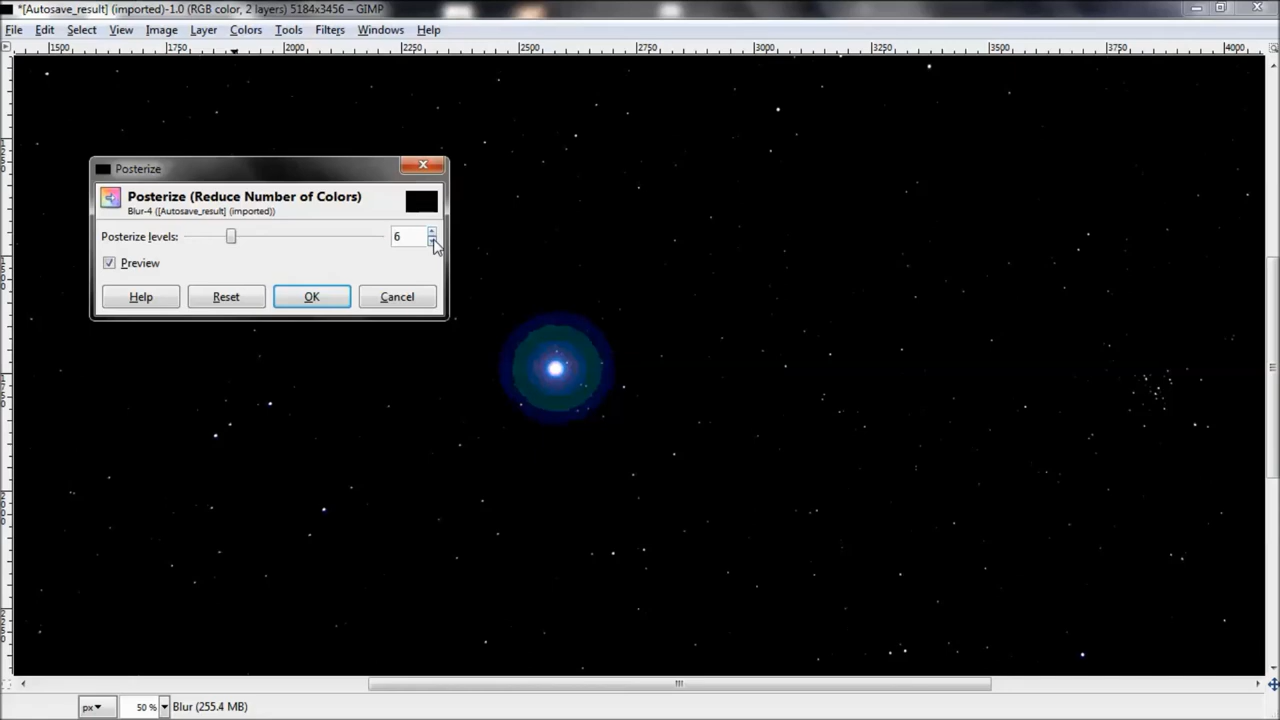 *[Autosave_result] (imported)-1.0 (RGB color, 2 layers) 5184x3456 – GIMP
File Edit Select View Image Layer Colors Tools Filters Windows Help
1500 1750 2000 2250 2500 2750 3000 3250 3500 3750 4000
Posterize
Posterize (Reduce Number of Colors)
Blur-4 ([Autosave_result] (imported))
Posterize levels: 6
Preview
Help Reset OK Cancel
px 50 % Blur (255.4 MB)